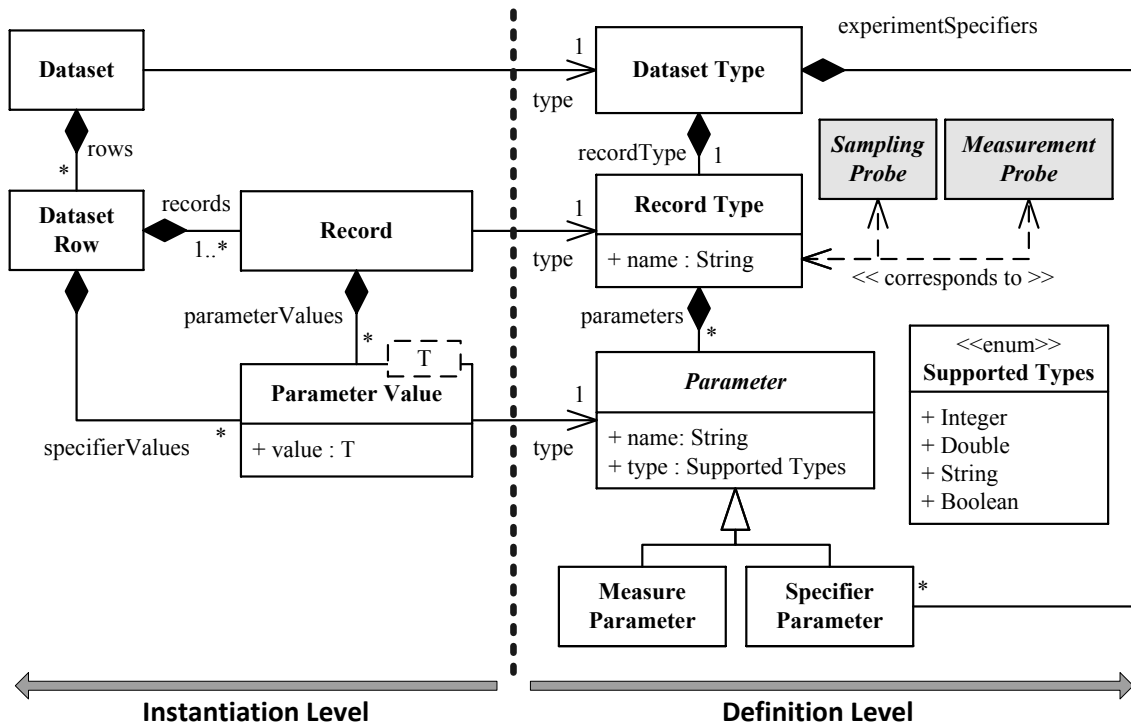 experimentSpecifiers
Dataset
1
type
Dataset Type
rows
*
recordType
1
Sampling
Probe
Measurement
Probe
Dataset
Row
records
1..*
Record
1
type
Record Type
+ name : String
<< corresponds to >>
parameterValues
*
parameters
*
T
Parameter Value
+ value : T
specifierValues
*
1
type
Parameter
+ name: String
+ type : Supported Types
<<enum>>
Supported Types
+ Integer
+ Double
+ String
+ Boolean
Measure
Parameter
Specifier
Parameter
*
Instantiation Level
Definition Level